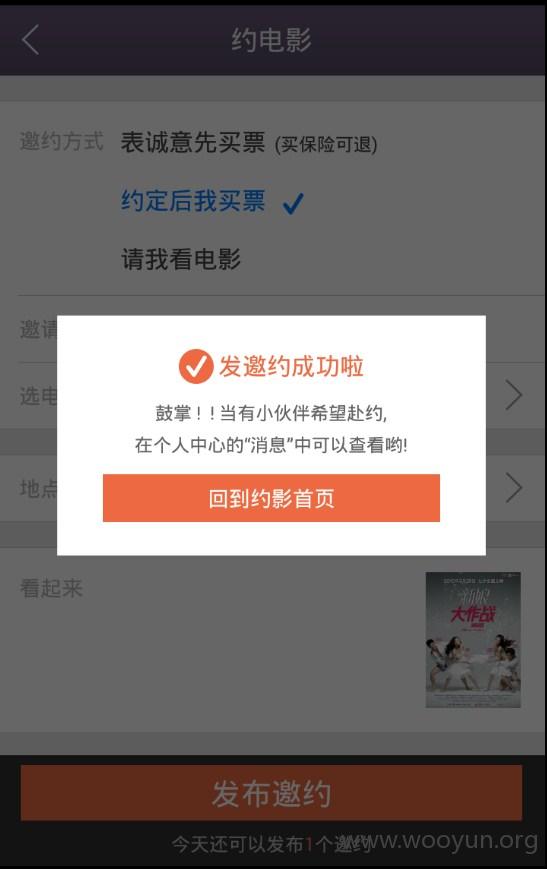 约电影
邀约方式 表诚意先买票 (买保险可退)
约定后我买票
请我看电影
邀请
选电
发邀约成功啦
鼓掌！! 当有小伙伴希望赴约,
在个人中心的“消息”中可以查看哟!
回到约影首页
地点
看起来
新娘
大作战
发布邀约
今天还可以发布1个邀约
www.wooyun.org